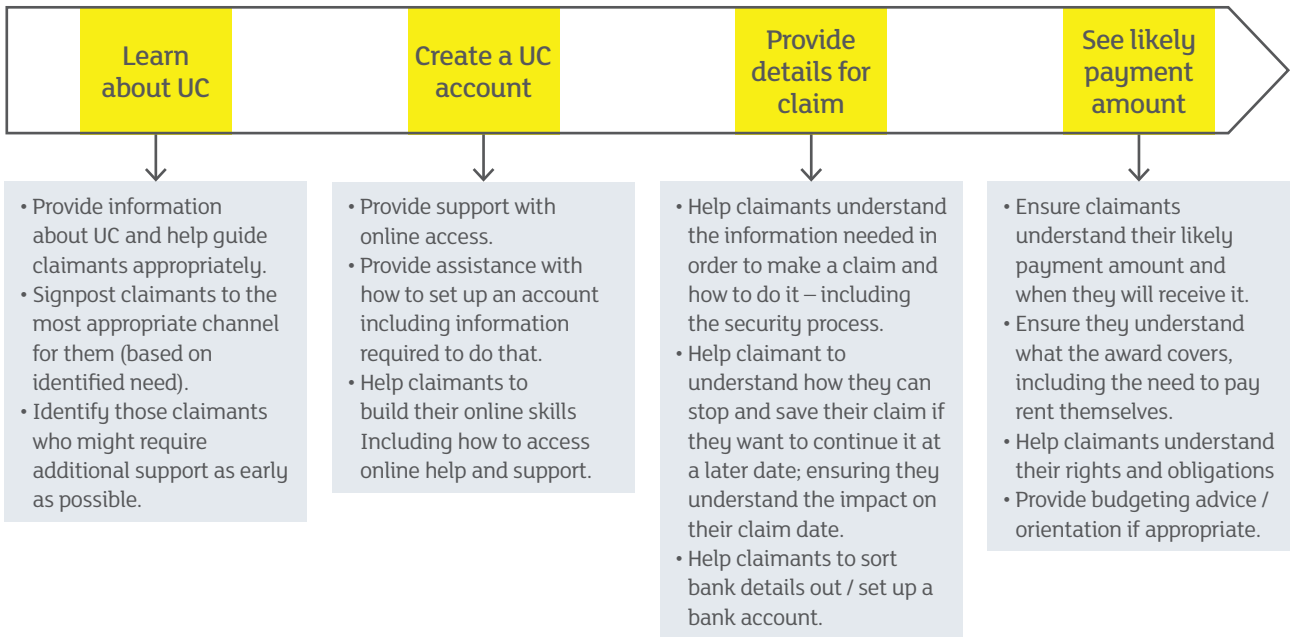 Learn
about UC
Create a UC
account
Provide
details for
claim
See likely
payment
amount
• Provide information
about UC and help guide
claimants appropriately.
• Signpost claimants to the
most appropriate channel
for them (based on
identified need).
• Identify those claimants
who might require
additional support as early
as possible.
• Provide support with
online access.
• Provide assistance with
how to set up an account
including information
required to do that.
• Help claimants to
build their online skills
Including how to access
online help and support.
• Help claimants understand
the information needed in
order to make a claim and
how to do it – including
the security process.
• Help claimant to
understand how they can
stop and save their claim if
they want to continue it at
a later date; ensuring they
understand the impact on
their claim date.
• Help claimants to sort
bank details out / set up a
bank account.
• Ensure claimants
understand their likely
payment amount and
when they will receive it.
• Ensure they understand
what the award covers,
including the need to pay
rent themselves.
• Help claimants understand
their rights and obligations
• Provide budgeting advice /
orientation if appropriate.